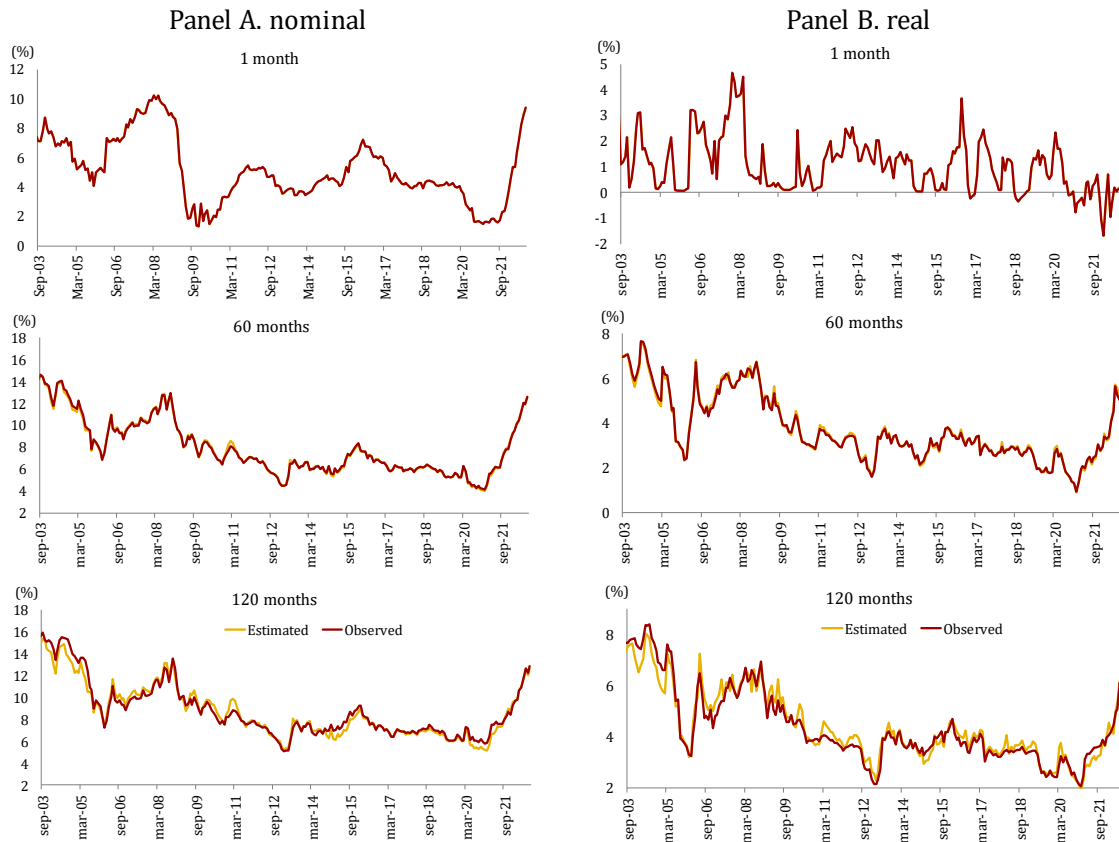 Panel A. nominal
Panel B. real
(%)
1 month
12
10
8
6
4
2
0
Sep-03
Mar-05
Sep-06
Mar-08
Sep-09
Mar-11
Sep-12
Mar-14
Sep-15
Mar-17
Sep-18
Mar-20
Sep-21
(%)
1 month
5
4
3
2
1
0
-1
-2
sep-03
mar-05
sep-06
mar-08
sep-09
mar-11
sep-12
mar-14
sep-15
mar-17
sep-18
mar-20
sep-21
(%)
60 months
18
16
14
12
10
8
6
4
2
sep-03
mar-05
sep-06
mar-08
sep-09
mar-11
sep-12
mar-14
sep-15
mar-17
sep-18
mar-20
sep-21
(%)
60 months
8
6
4
2
0
sep-03
mar-05
sep-06
mar-08
sep-09
mar-11
sep-12
mar-14
sep-15
mar-17
sep-18
mar-20
sep-21
(%)
120 months
Estimated Observed
18
16
14
12
10
8
6
4
2
sep-03
mar-05
sep-06
mar-08
sep-09
mar-11
sep-12
mar-14
sep-15
mar-17
sep-18
mar-20
sep-21
(%)
120 months
Estimated Observed
8
6
4
2
sep-03
mar-05
sep-06
mar-08
sep-09
mar-11
sep-12
mar-14
sep-15
mar-17
sep-18
mar-20
sep-21